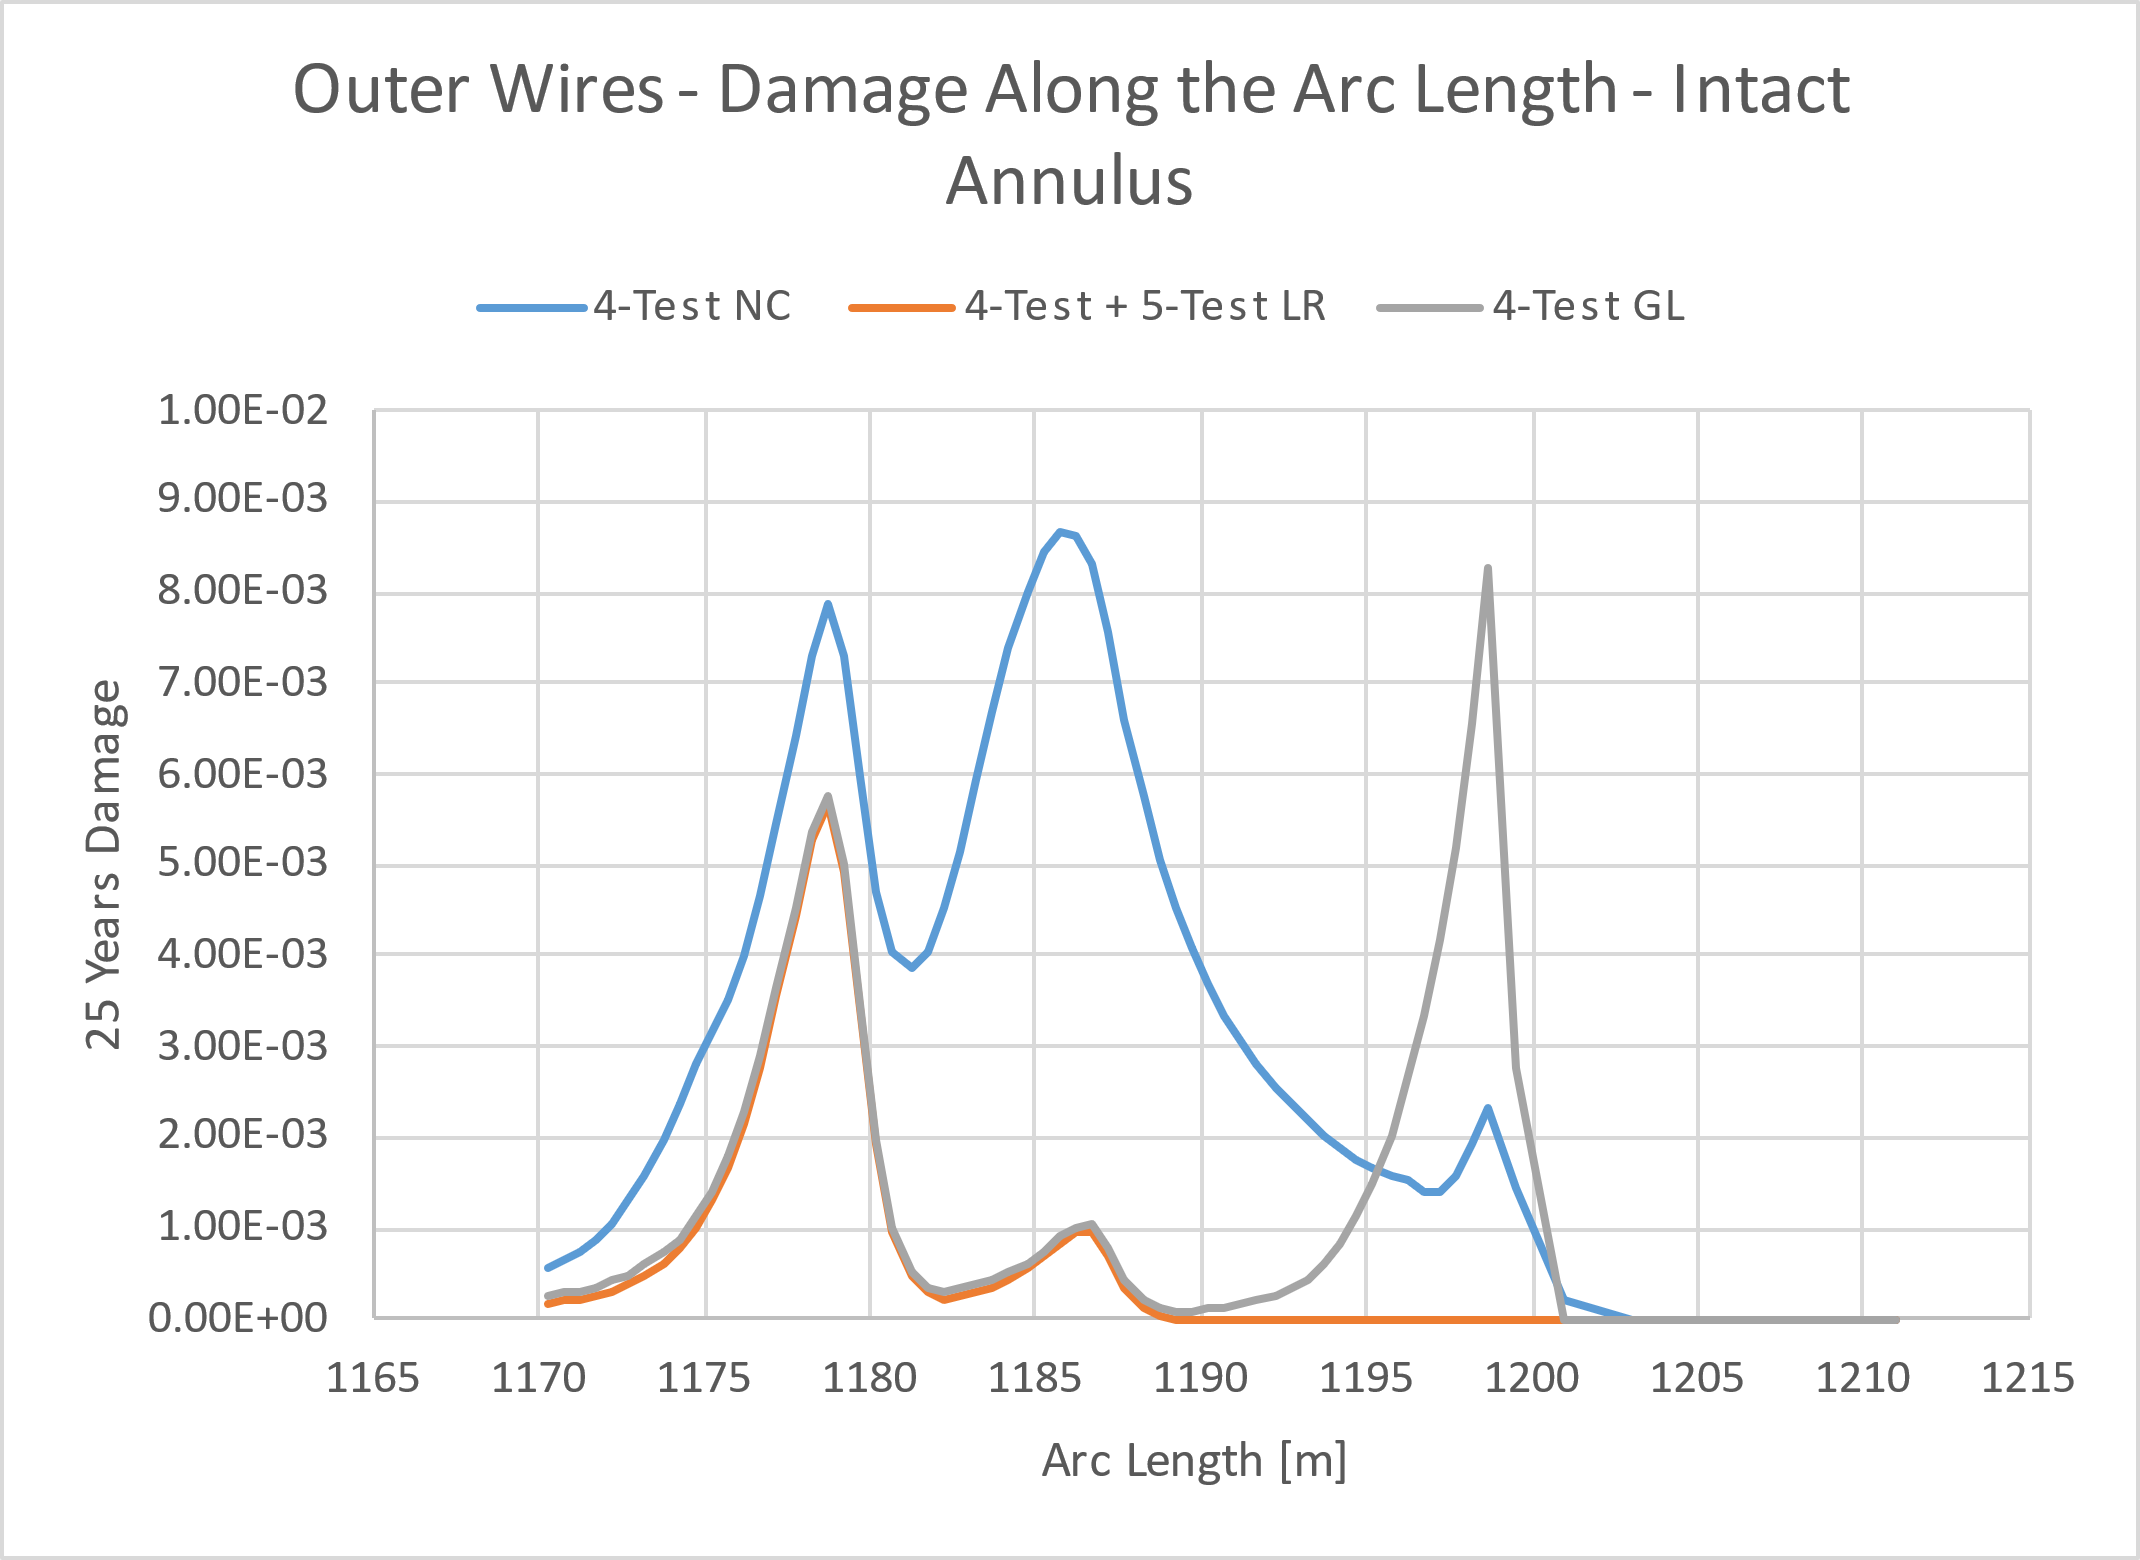 Outer Wires - Damage Along the Arc Length - Intact
Annulus
4-Test NC
4-Test + 5-Test LR
4-Test GL
25 Years Damage
1.00E-02
9.00E-03
8.00E-03
7.00E-03
6.00E-03
5.00E-03
4.00E-03
3.00E-03
2.00E-03
1.00E-03
0.00E+00
1165 1170 1175 1180 1185 1190 1195 1200 1205 1210 1215
Arc Length [m]